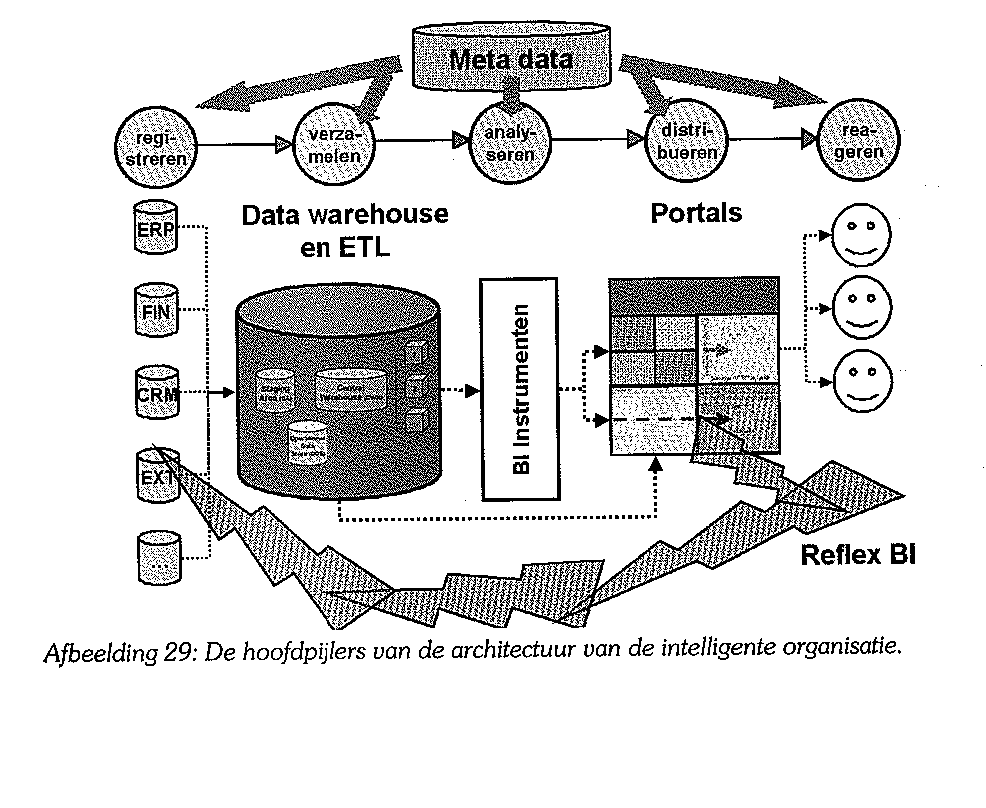 Meta data
regi-
streren
verza-
melen
analy-
seren
distri-
bueren
rea-
geren
Data warehouse
en ETL
Portals
ERP
FIN
CRM
EXT
...
BI Instrumenten
Reflex BI
Afbeelding 29: De hoofdpijlers van de architectuur van de intelligente organisatie.